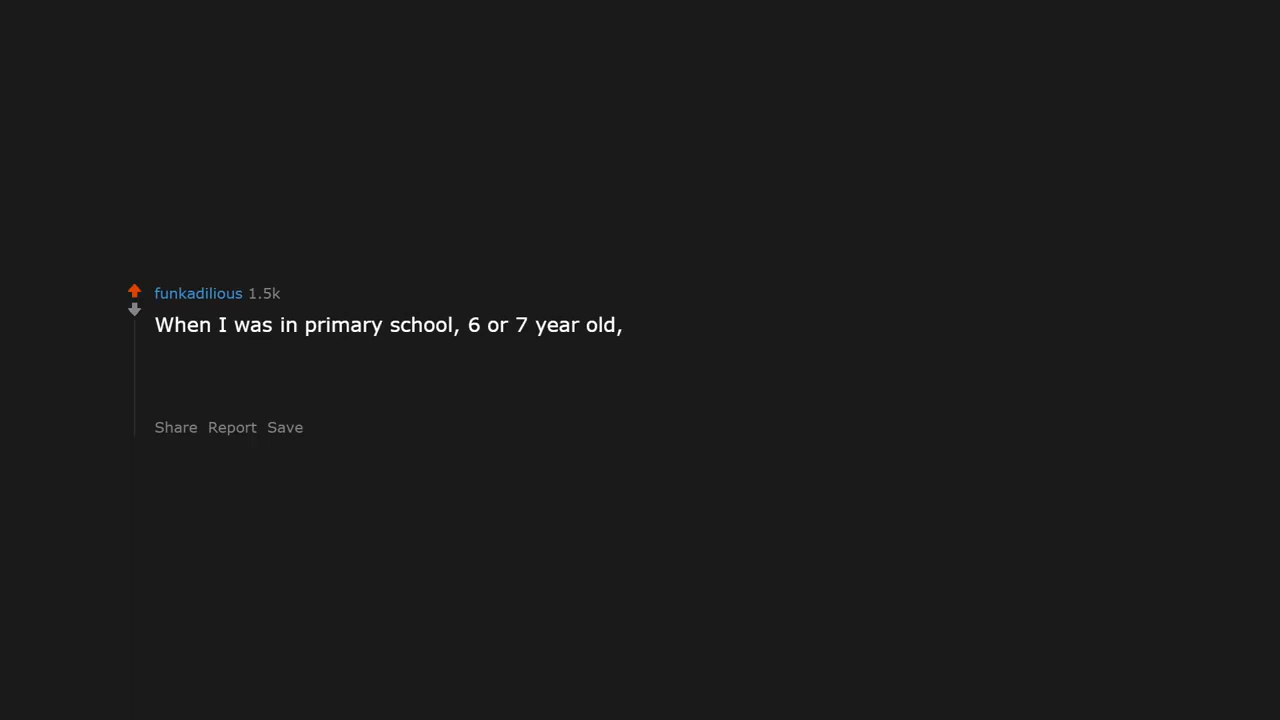 funkadilious 1.5k
When I was in primary school, 6 or 7 year old,
Share Report Save